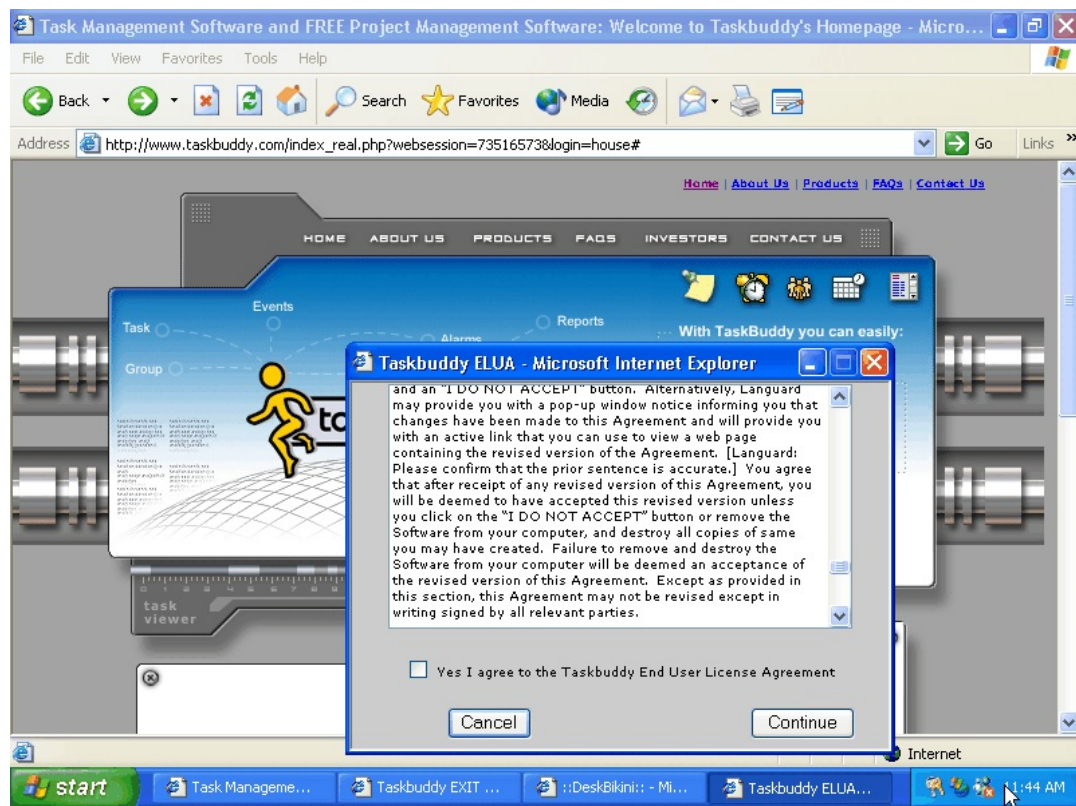 Task Management Software and FREE Project Management Software: Welcome to Taskbuddy's Homepage - Micro...
File Edit View Favorites Tools Help
Back Search Favorites Media
Address http://www.taskbuddy.com/index_real.php?websession=73516573&login=house# Go Links »
Home | About Us | Products | FAQs | Contact Us
HOME ABOUT US PRODUCTS FAQS INVESTORS CONTACT US
Events
Task
Alarms
Reports
With TaskBuddy you can easily:
Group
Taskbuddy ELUA - Microsoft Internet Explorer
and an "I DO NOT ACCEPT" button. Alternatively, Languard
may provide you with a pop-up window notice informing you that
changes have been made to this Agreement and will provide you
with an active link that you can use to view a web page
containing the revised version of the Agreement. [Languard:
Please confirm that the prior sentence is accurate.] You agree
that after receipt of any revised version of this Agreement, you
will be deemed to have accepted this revised version unless
you click on the "I DO NOT ACCEPT" button or remove the
Software from your computer, and destroy all copies of same
you may have created. Failure to remove and destroy the
Software from your computer will be deemed an acceptance of
the revised version of this Agreement. Except as provided in
this section, this Agreement may not be revised except in
writing signed by all relevant parties.
task
viewer
Yes I agree to the Taskbuddy End User License Agreement
Cancel Continue
Internet
start Task Manageme... Taskbuddy EXIT ... ::DeskBikini:: - Mi... Taskbuddy ELUA... 11:44 AM